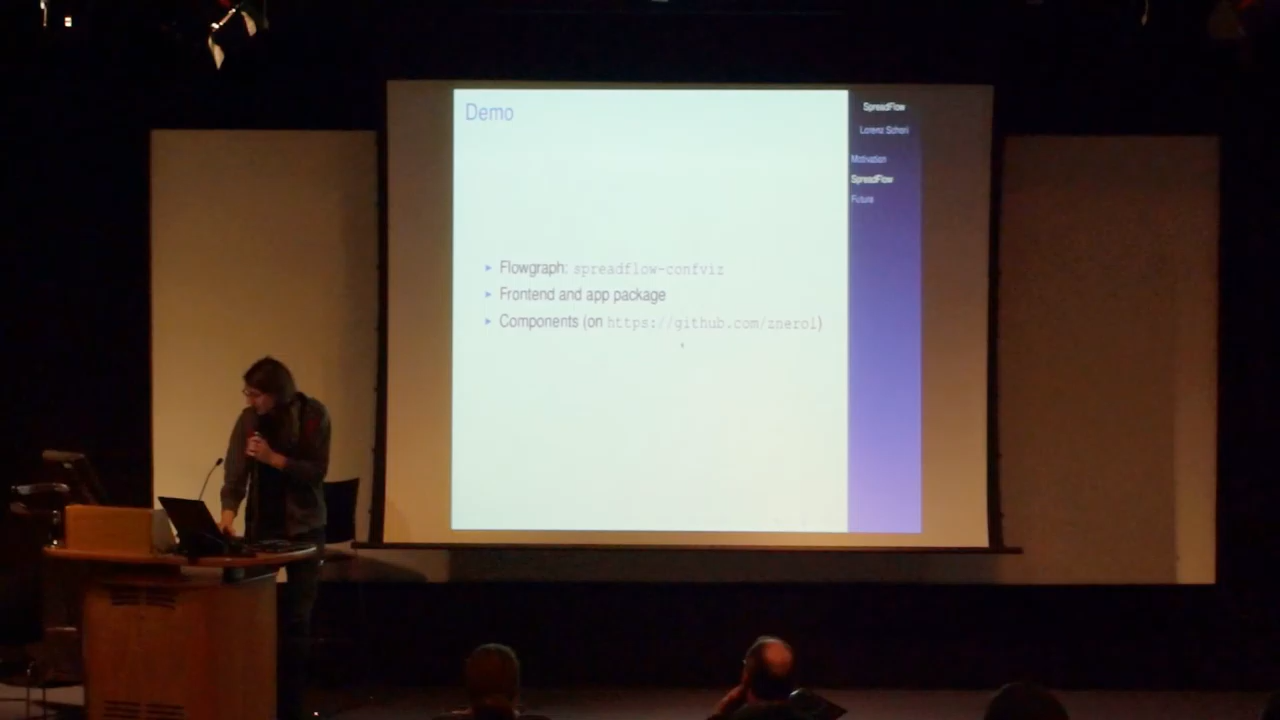 Demo
▸ Flowgraph: spreadflow-confviz
▸ Frontend and app package
▸ Components (on https://github.com/znerol)
SpreadFlow
Lorenz Schori
Motivation
SpreadFlow
Future